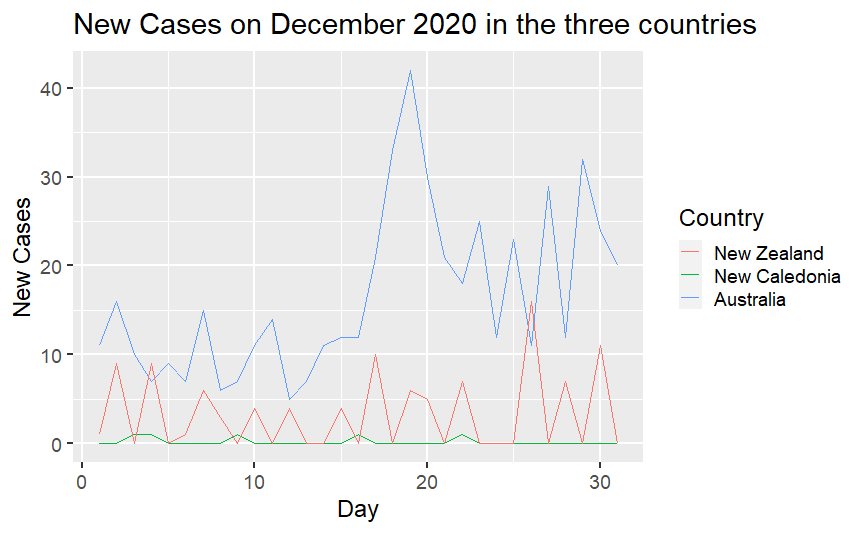 New Cases on December 2020 in the three countries
40
30
20
10
0
New Cases
0 10 20 30
Day
Country
New Zealand
New Caledonia
Australia